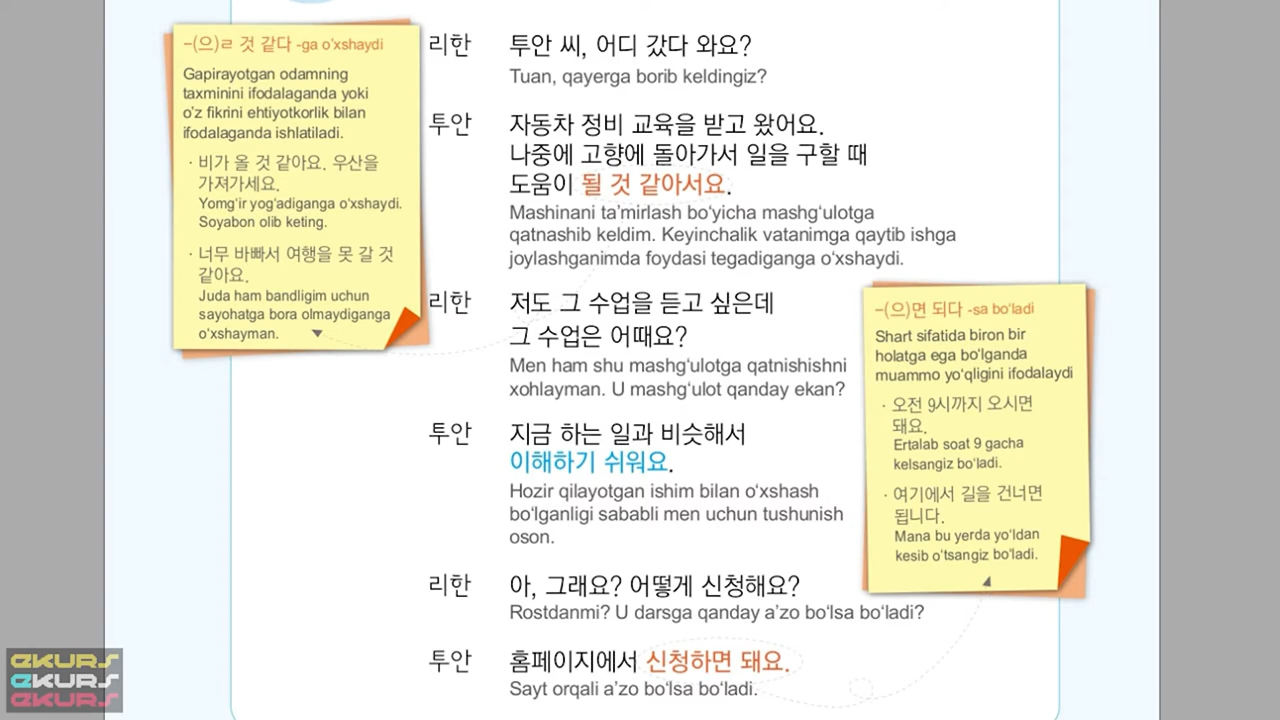 -(으)ㄹ 것 같다 -ga o‘xshaydi
Gapirayotgan odamning
taxminini ifodalaganda yoki
o‘z fikrini ehtiyotkorlik bilan
ifodalaganda ishlatiladi.
· 비가 올 것 같아요. 우산을
가져가세요.
Yomg‘ir yog‘adiganga o‘xshaydi.
Soyabon olib keting.
· 너무 바빠서 여행을 못 갈 것
같아요.
Juda ham bandligim uchun
sayohatga bora olmaydiganga
o‘xshayman.
리한 투안 씨, 어디 갔다 와요?
Tuan, qayerga borib keldingiz?
투안 자동차 정비 교육을 받고 왔어요.
나중에 고향에 돌아가서 일을 구할 때
도움이 될 것 같아서요.
Mashinani ta’mirlash bo‘yicha mashg‘ulotga
qatnashib keldim. Keyinchalik vatanimga qaytib ishga
joylashganimda foydasi tegadiganga o‘xshaydi.
리한 저도 그 수업을 듣고 싶은데
그 수업은 어때요?
Men ham shu mashg‘ulotga qatnishishni
xohlayman. U mashg‘ulot qanday ekan?
투안 지금 하는 일과 비슷해서
이해하기 쉬워요.
Hozir qilayotgan ishim bilan o‘xshash
bo‘lganligi sababli men uchun tushunish
oson.
리한 아, 그래요? 어떻게 신청해요?
Rostdanmi? U darsga qanday a’zo bo‘lsa bo‘ladi?
투안 홈페이지에서 신청하면 돼요.
Sayt orqali a’zo bo‘lsa bo‘ladi.
-(으)면 되다 -sa bo‘ladi
Shart sifatida biron bir
holatga ega bo‘lganda
muammo yo‘qligini ifodalaydi
· 오전 9시까지 오시면
돼요.
Ertalab soat 9 gacha
kelsangiz bo‘ladi.
· 여기에서 길을 건너면
됩니다.
Mana bu yerda yo‘ldan
kesib o‘tsangiz bo‘ladi.
EKURS
EKURS
EKURS